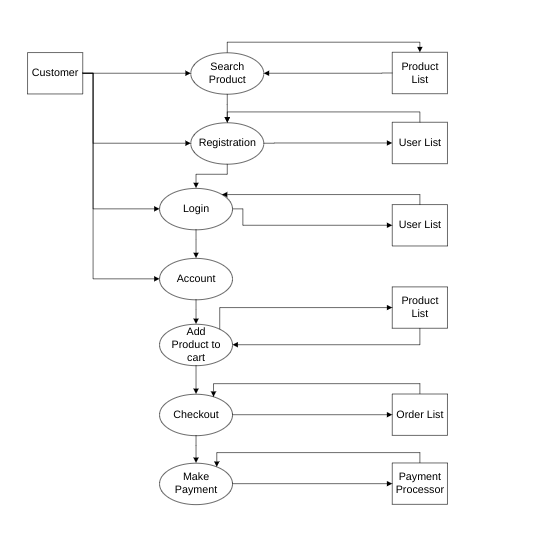 Search
Product
Product
List
Customer
Registration
User List
Login
User List
Account
Product
List
Add
Product to
cart
Checkout
Order List
Make
Payment
Payment
Processor